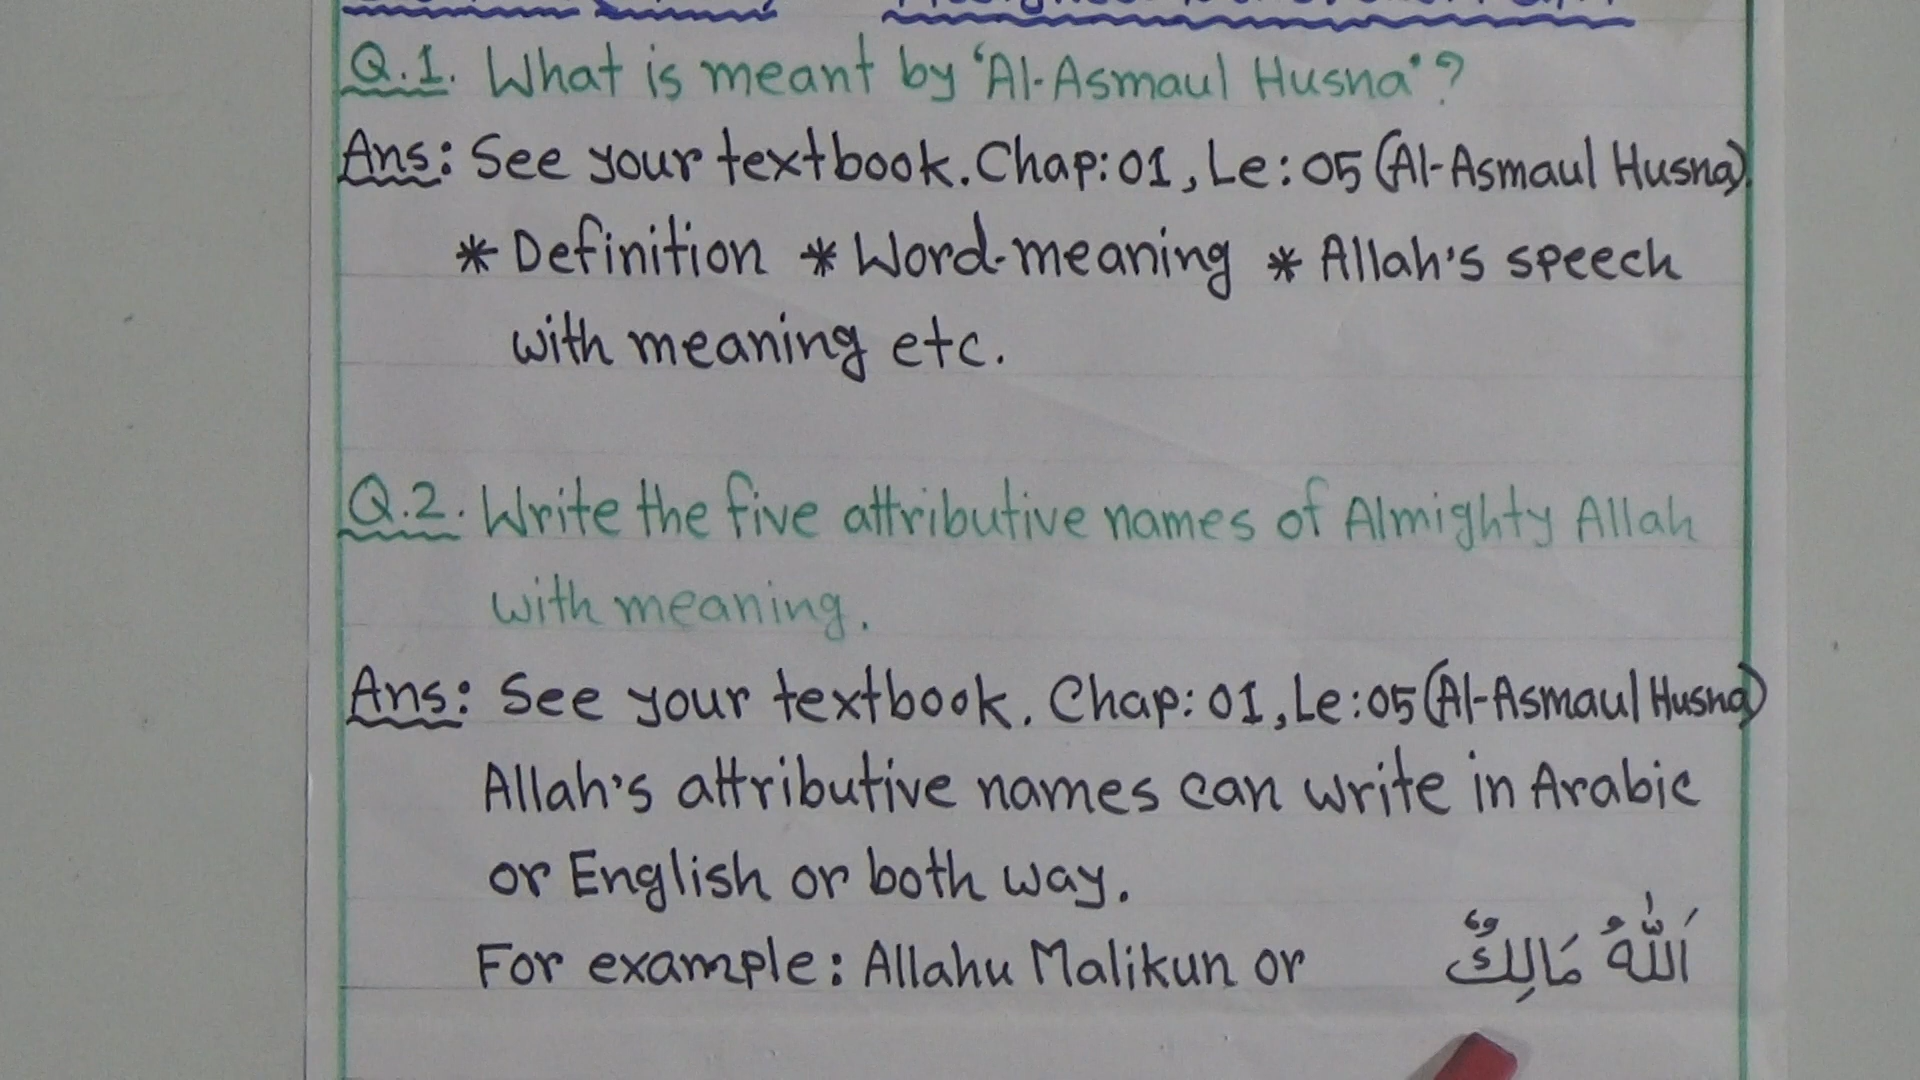 Q.1. What is meant by 'Al-Asmaul Husna'?
Ans: See your textbook. Chap: 01, Le: 05 (Al-Asmaul Husna).
* Definition * Word-meaning * Allah's speech
with meaning etc.
Q.2. Write the five attributive names of Almighty Allah
with meaning.
Ans: See your textbook. Chap: 01, Le: 05 (Al-Asmaul Husna)
Allah's attributive names can write in Arabic
or English or both way.
For example: Allahu Malikun or اَللّٰهُ مَالِكٌ